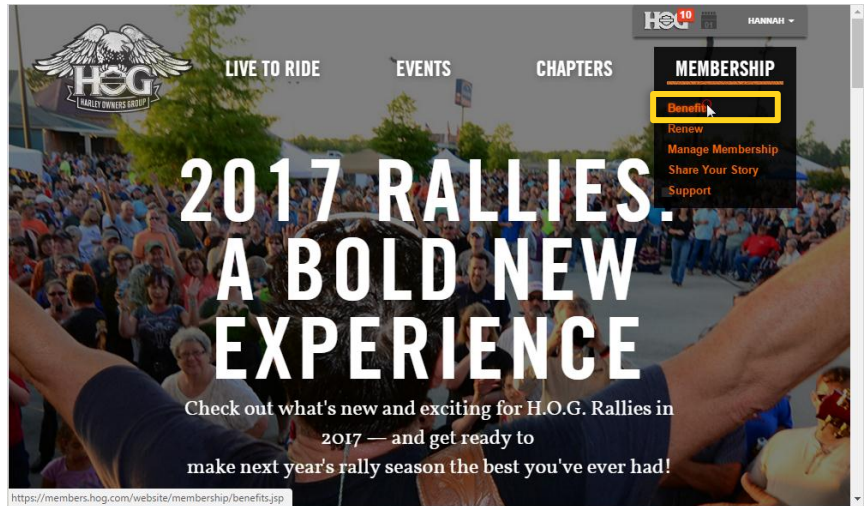 HOG
10
01
HANNAH
HOG
HARLEY OWNERS GROUP
LIVE TO RIDE
EVENTS
CHAPTERS
MEMBERSHIP
Benefits
Renew
Manage Membership
Share Your Story
Support
2017 RALLIES.
A BOLD NEW
EXPERIENCE
Check out what's new and exciting for H.O.G. Rallies in
2017 — and get ready to
make next year's rally season the best you've ever had!
https://members.hog.com/website/membership/benefits.jsp